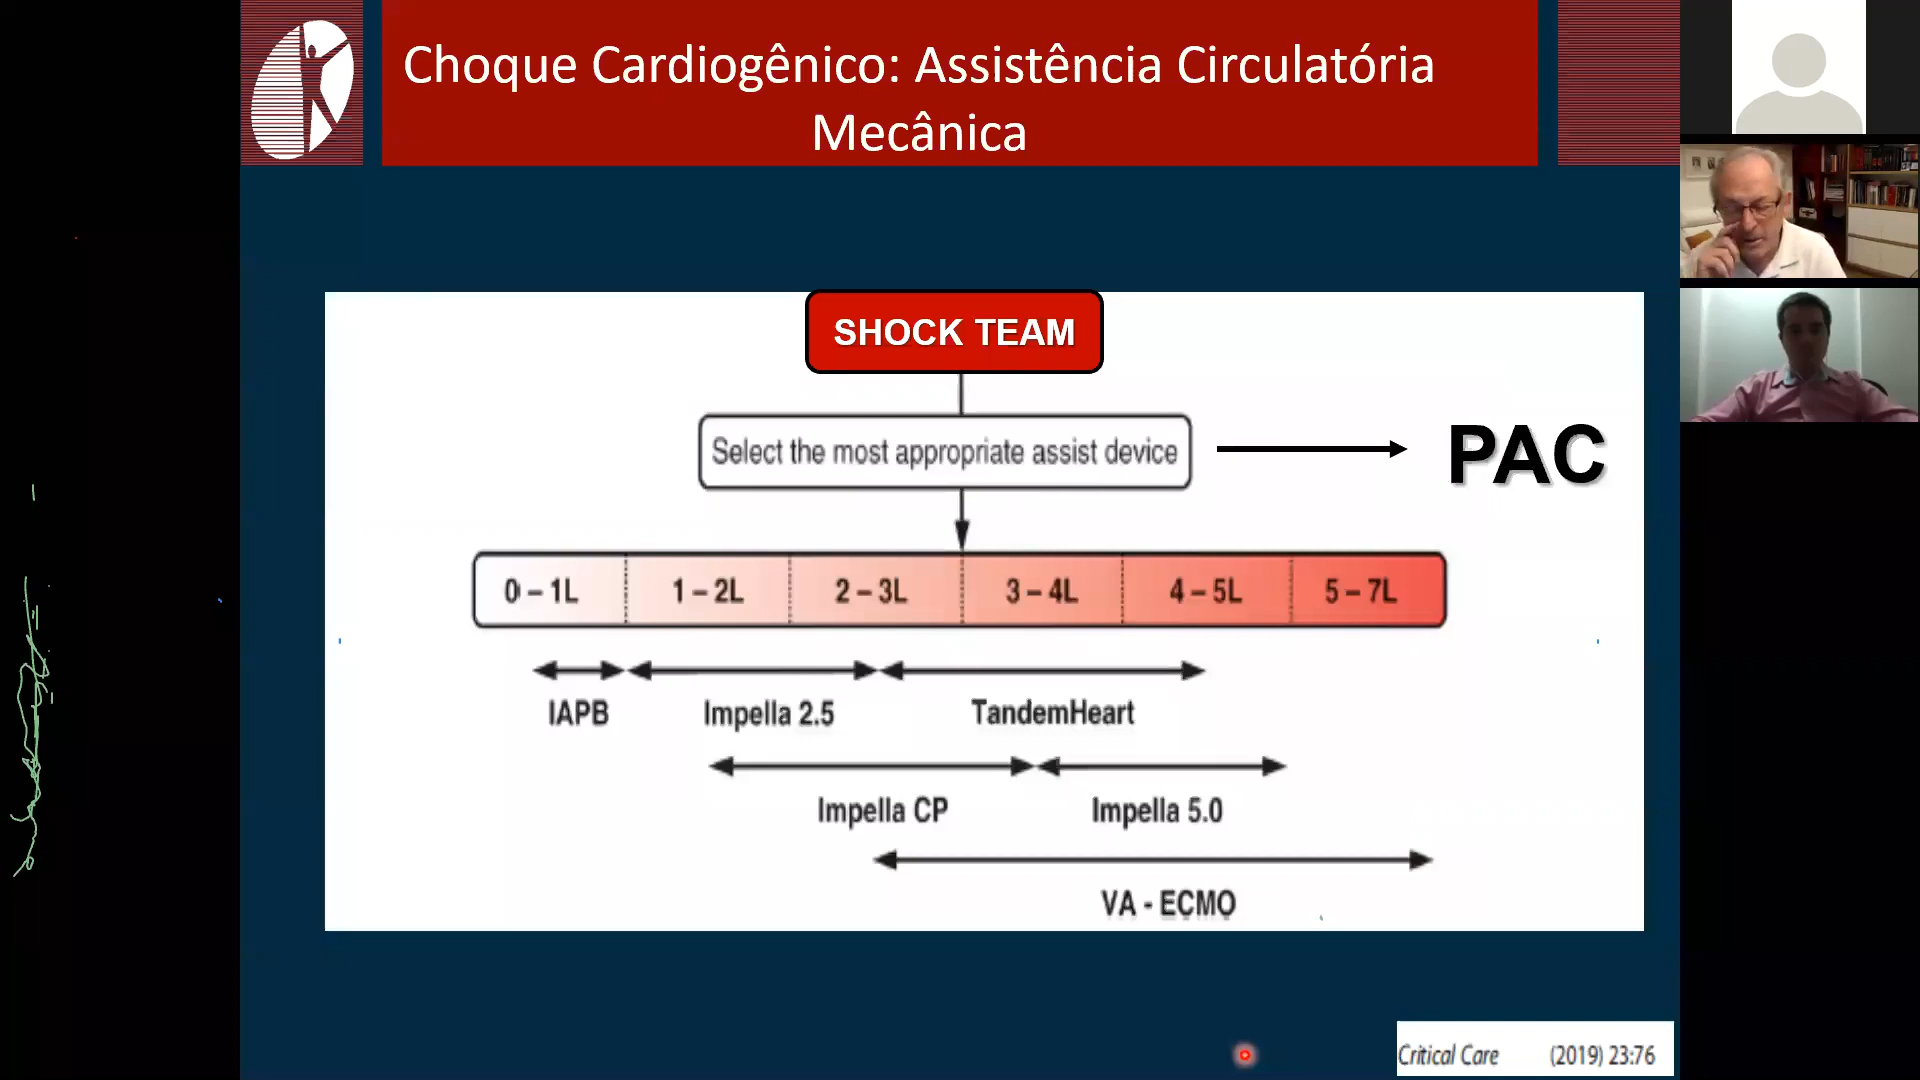 Choque Cardiogênico: Assistência Circulatória
Mecânica
SHOCK TEAM
Select the most appropriate assist device
PAC
0 – 1L 1 – 2L 2 – 3L 3 – 4L 4 – 5L 5 – 7L
IAPB Impella 2.5 TandemHeart
Impella CP Impella 5.0
VA - ECMO
Critical Care (2019) 23:76